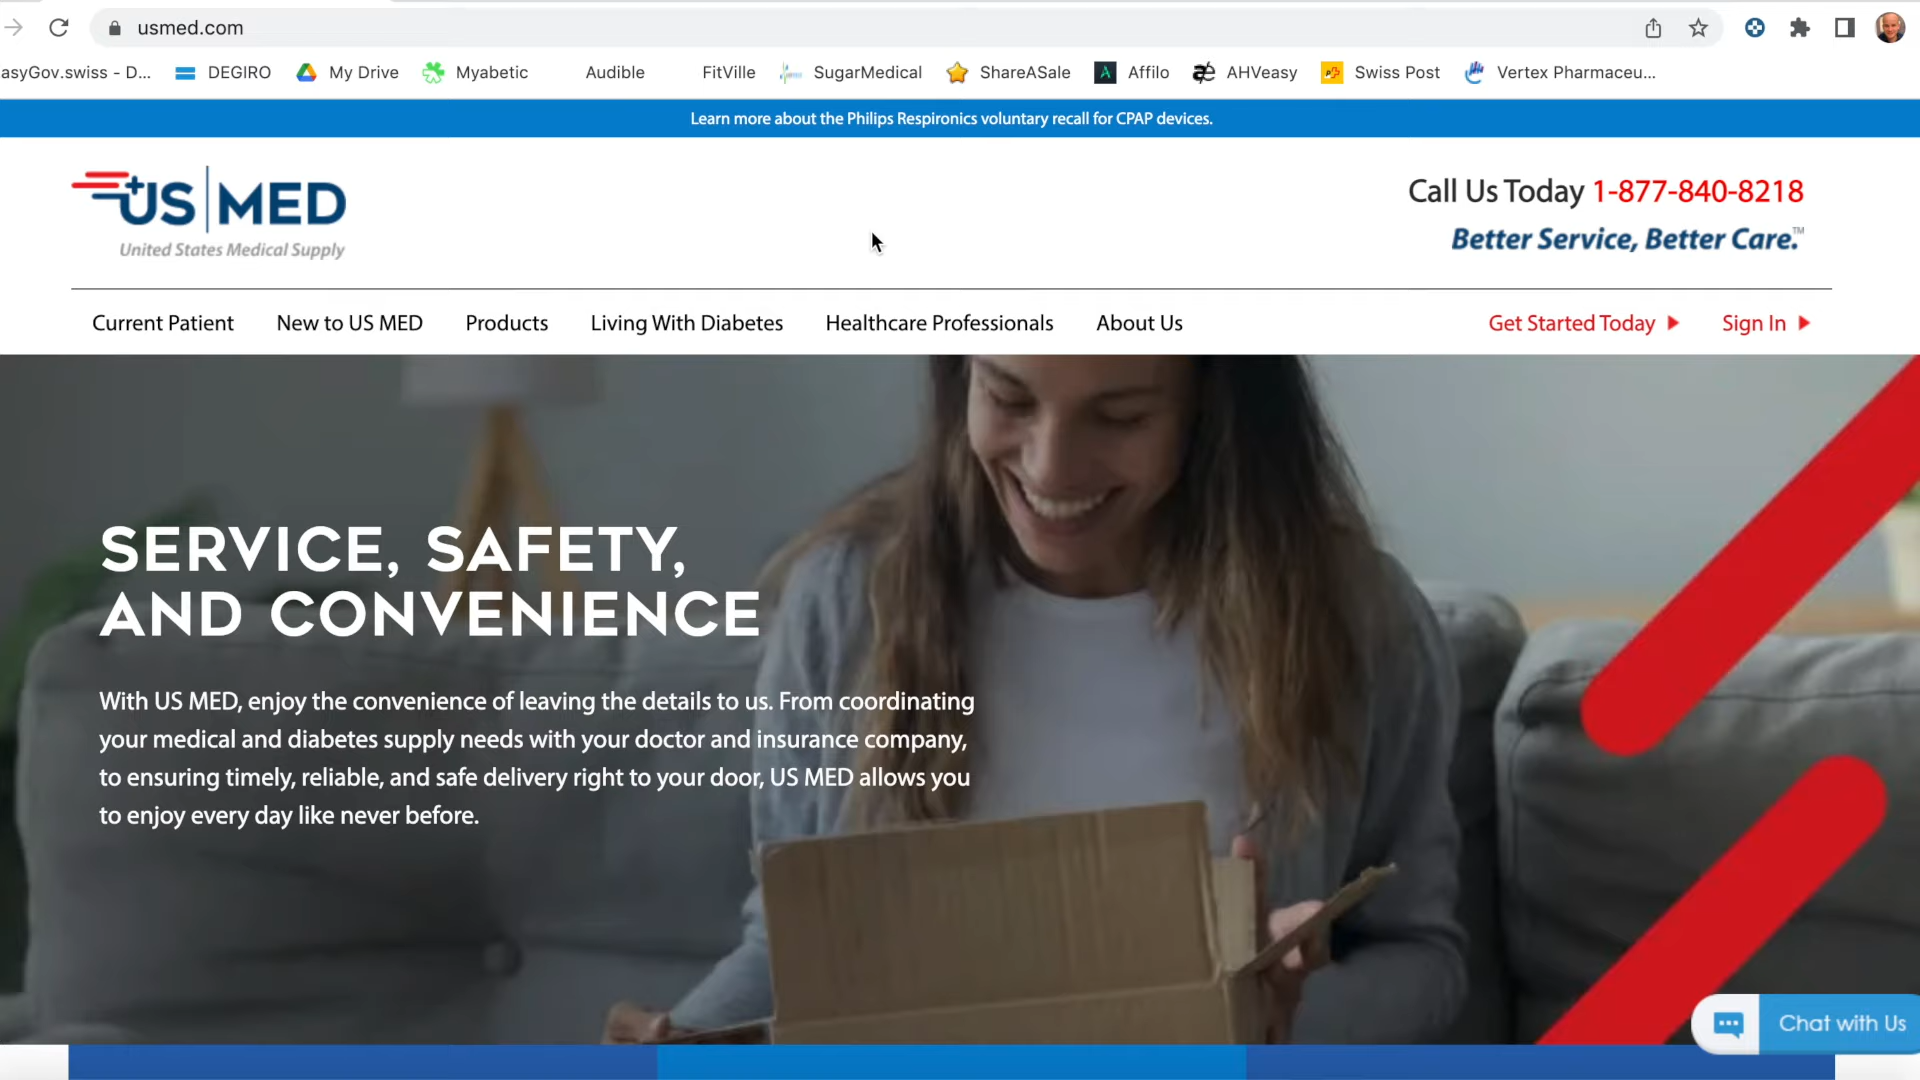 usmed.com
asyGov.swiss - D...
DEGIRO
My Drive
Myabetic
Audible
FitVille
SugarMedical
ShareASale
Affilo
AHVeasy
Swiss Post
Vertex Pharmaceu...
Learn more about the Philips Respironics voluntary recall for CPAP devices.
US MED
United States Medical Supply
Call Us Today 1-877-840-8218
Better Service, Better Care.™
Current Patient
New to US MED
Products
Living With Diabetes
Healthcare Professionals
About Us
Get Started Today
Sign In
SERVICE, SAFETY,
AND CONVENIENCE
With US MED, enjoy the convenience of leaving the details to us. From coordinating
your medical and diabetes supply needs with your doctor and insurance company,
to ensuring timely, reliable, and safe delivery right to your door, US MED allows you
to enjoy every day like never before.
Chat with Us